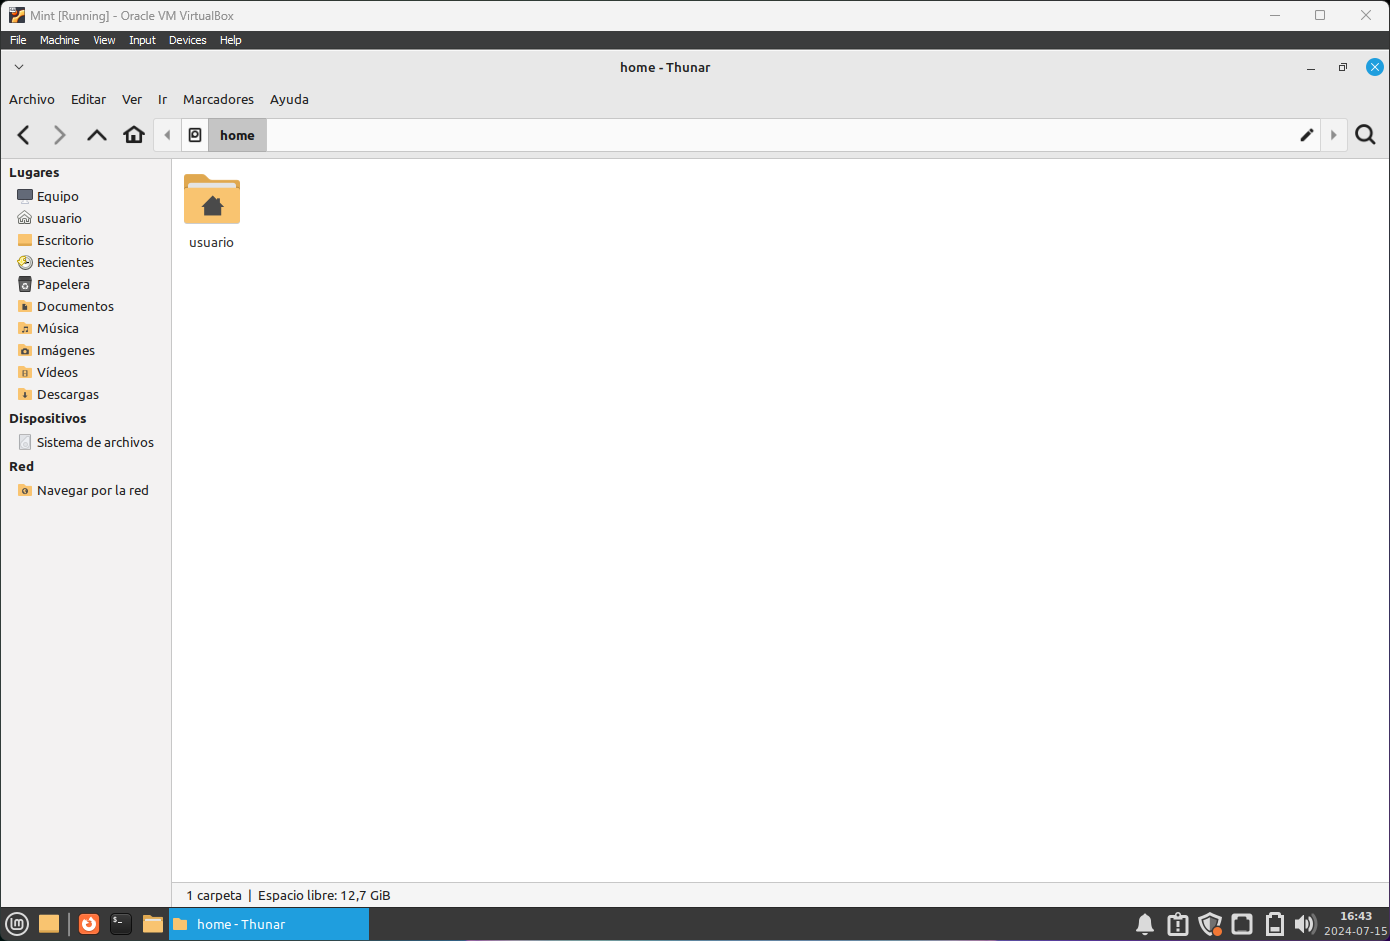 Mint [Running] - Oracle VM VirtualBox
File Machine View Input Devices Help
home - Thunar
Archivo Editar Ver Ir Marcadores Ayuda
home
Lugares
Equipo
usuario
Escritorio
Recientes
Papelera
Documentos
Música
Imágenes
Vídeos
Descargas
Dispositivos
Sistema de archivos
Red
Navegar por la red
usuario
1 carpeta | Espacio libre: 12,7 GiB
home - Thunar
16:43
2024-07-15